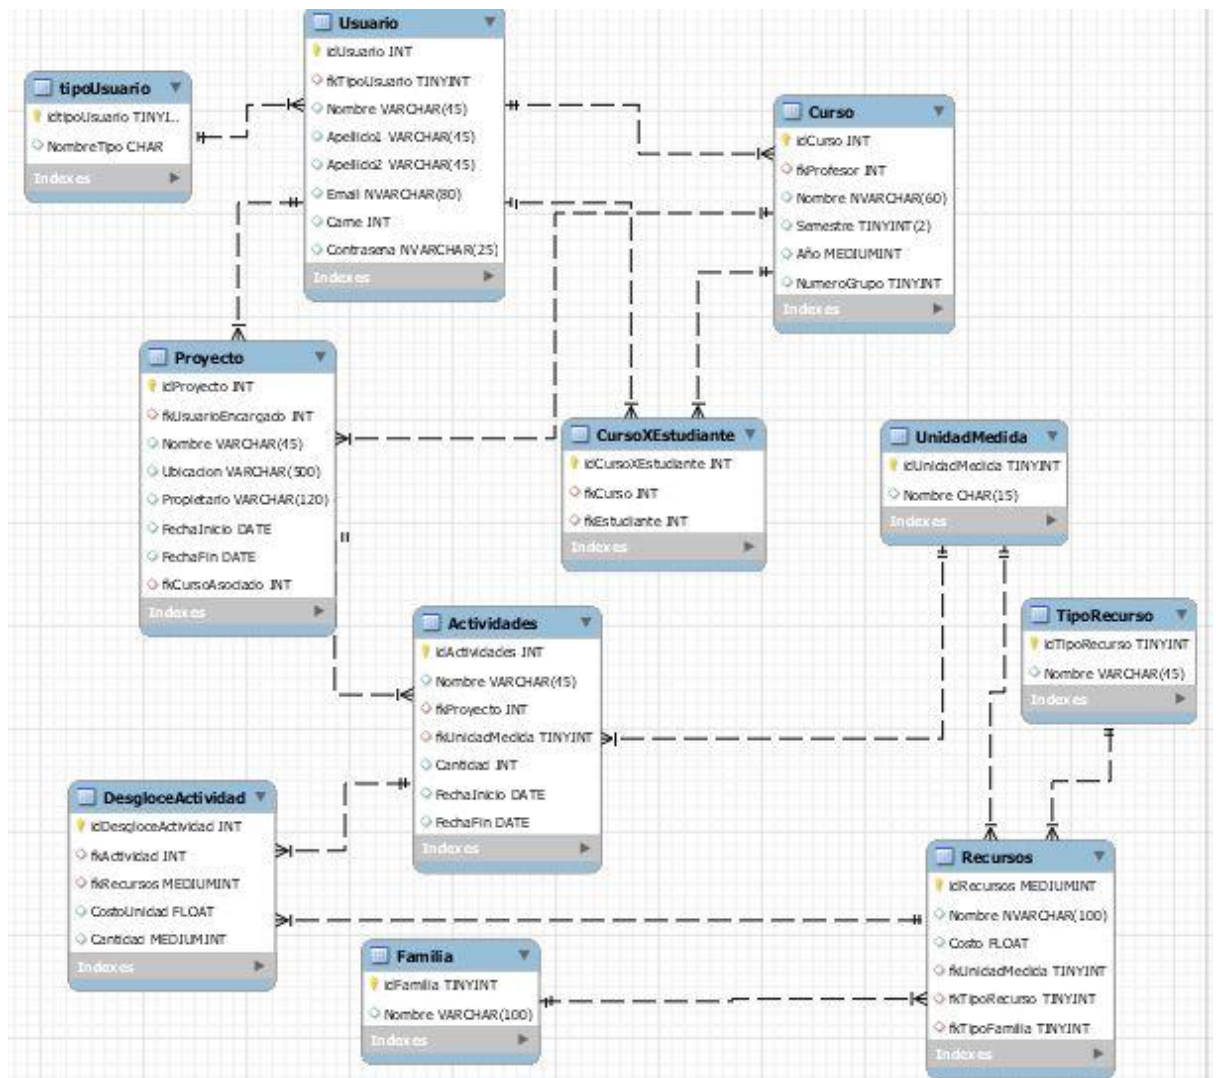 Usuario
idUsuario INT
fkTipoUsuario TINYINT
Nombre VARCHAR(45)
Apellido1 VARCHAR(45)
Apellido2 VARCHAR(45)
Email NVARCHAR(80)
Carne INT
Contrasena NVARCHAR(25)
Indexes
tipoUsuario
idtipoUsuario TINYI...
NombreTipo CHAR
Indexes
Curso
idCurso INT
fkProfesor INT
Nombre NVARCHAR(60)
Semestre TINYINT(2)
Año MEDIUMINT
NumeroGrupo TINYINT
Indexes
Proyecto
idProyecto INT
fkUsuarioEncargado INT
Nombre VARCHAR(45)
Ubicacion VARCHAR(500)
Propietario VARCHAR(120)
FechaInicio DATE
FechaFin DATE
fkCursoAsociado INT
Indexes
CursoXEstudiante
idCursoXEstudiante INT
fkCurso INT
fkEstudiante INT
Indexes
UnidadMedida
idUnidadMedida TINYINT
Nombre CHAR(15)
Indexes
TipoRecurso
idTipoRecurso TINYINT
Nombre VARCHAR(45)
Indexes
Actividades
idActividades INT
Nombre VARCHAR(45)
fkProyecto INT
fkUnidadMedida TINYINT
Cantidad INT
FechaInicio DATE
FechaFin DATE
Indexes
DesgloceActividad
idDesgloceActividad INT
fkActividad INT
fkRecursos MEDIUMINT
CostoUnidad FLOAT
Cantidad MEDIUMINT
Indexes
Recursos
idRecursos MEDIUMINT
Nombre NVARCHAR(100)
Costo FLOAT
fkUnidadMedida TINYINT
fkTipoRecurso TINYINT
fkTipoFamilia TINYINT
Indexes
Familia
idFamilia TINYINT
Nombre VARCHAR(100)
Indexes